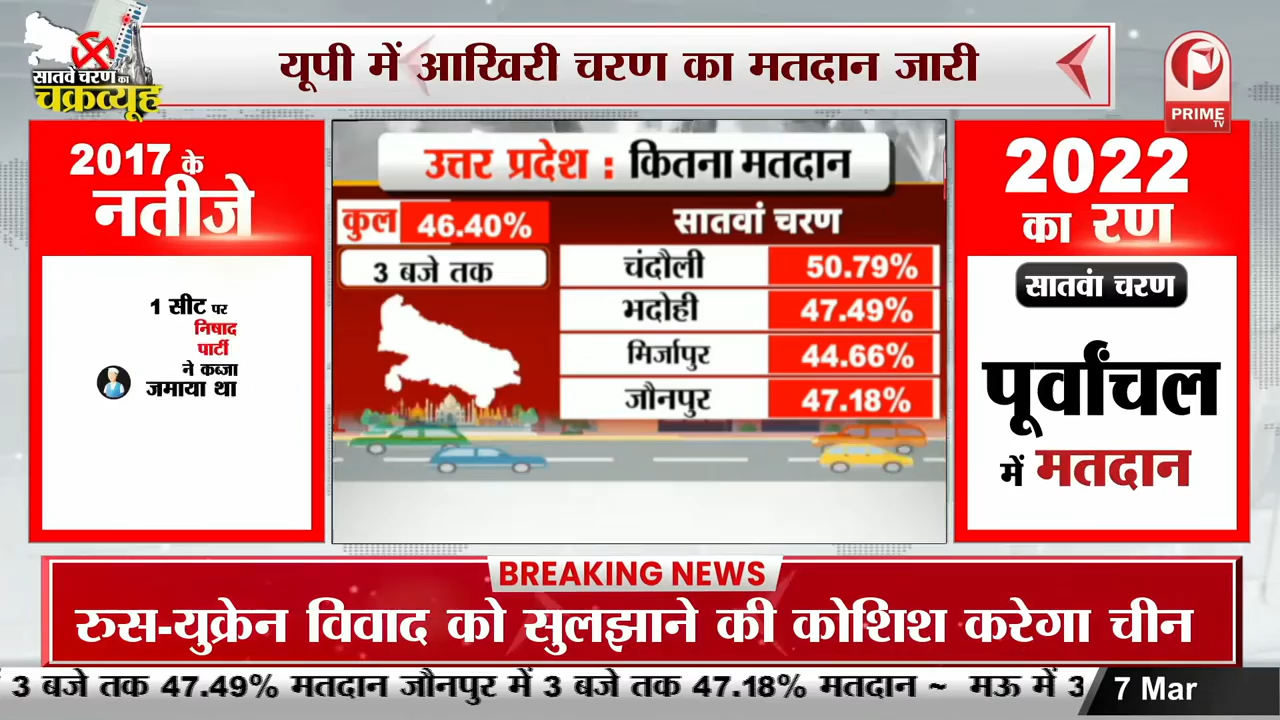 यूपी में आखिरी चरण का मतदान जारी
सातवें चरण का
चक्रव्यूह
PRIME
TV
2017 के
नतीजे
1 सीट पर
निषाद
पार्टी
ने कब्जा
जमाया था
उत्तर प्रदेश : कितना मतदान
कुल 46.40%
3 बजे तक
सातवां चरण
चंदौली 50.79%
भदोही 47.49%
मिर्जापुर 44.66%
जौनपुर 47.18%
2022
का रण
सातवां चरण
पूर्वांचल
में मतदान
BREAKING NEWS
रुस-युक्रेन विवाद को सुलझाने की कोशिश करेगा चीन
3 बजे तक 47.49% मतदान जौनपुर में 3 बजे तक 47.18% मतदान ~ मऊ में 3
7 Mar